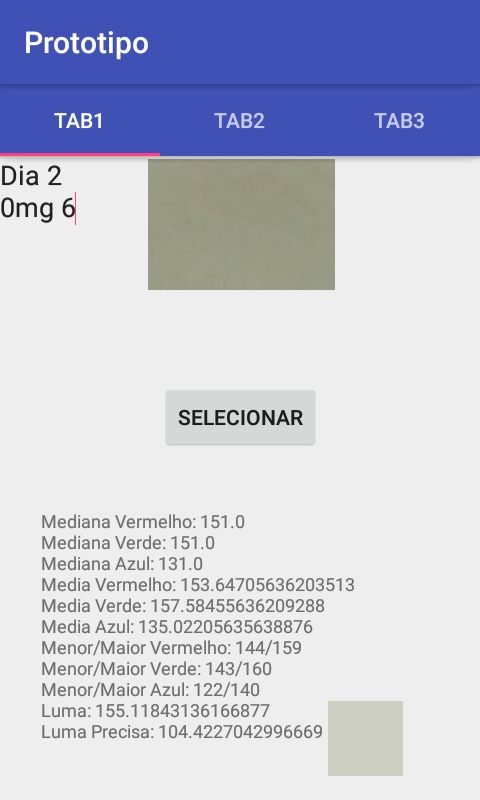 Prototipo
TAB1 TAB2 TAB3
Dia 2
0mg 6
SELECIONAR
Mediana Vermelho: 151.0
Mediana Verde: 151.0
Mediana Azul: 131.0
Media Vermelho: 153.64705636203513
Media Verde: 157.58455636209288
Media Azul: 135.02205635638876
Menor/Maior Vermelho: 144/159
Menor/Maior Verde: 143/160
Menor/Maior Azul: 122/140
Luma: 155.11843136166877
Luma Precisa: 104.4227042996669